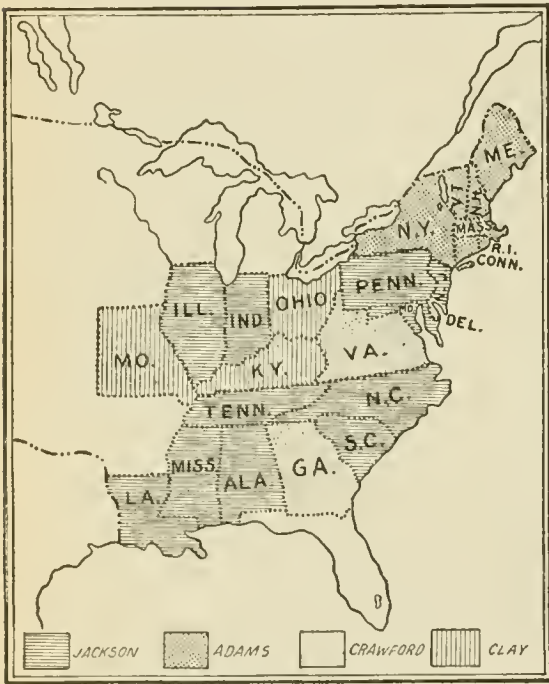 ME.
VT
N.H.
N.Y.
MASS.
R.I.
CONN.
PENN.
N.J.
OHIO
ILL.
IND
MD.
DEL.
MO.
KY.
VA.
TENN.
N.C.
S.C.
MISS.
ALA.
GA.
LA.
JACKSON
ADAMS
CRAWFORD
CLAY